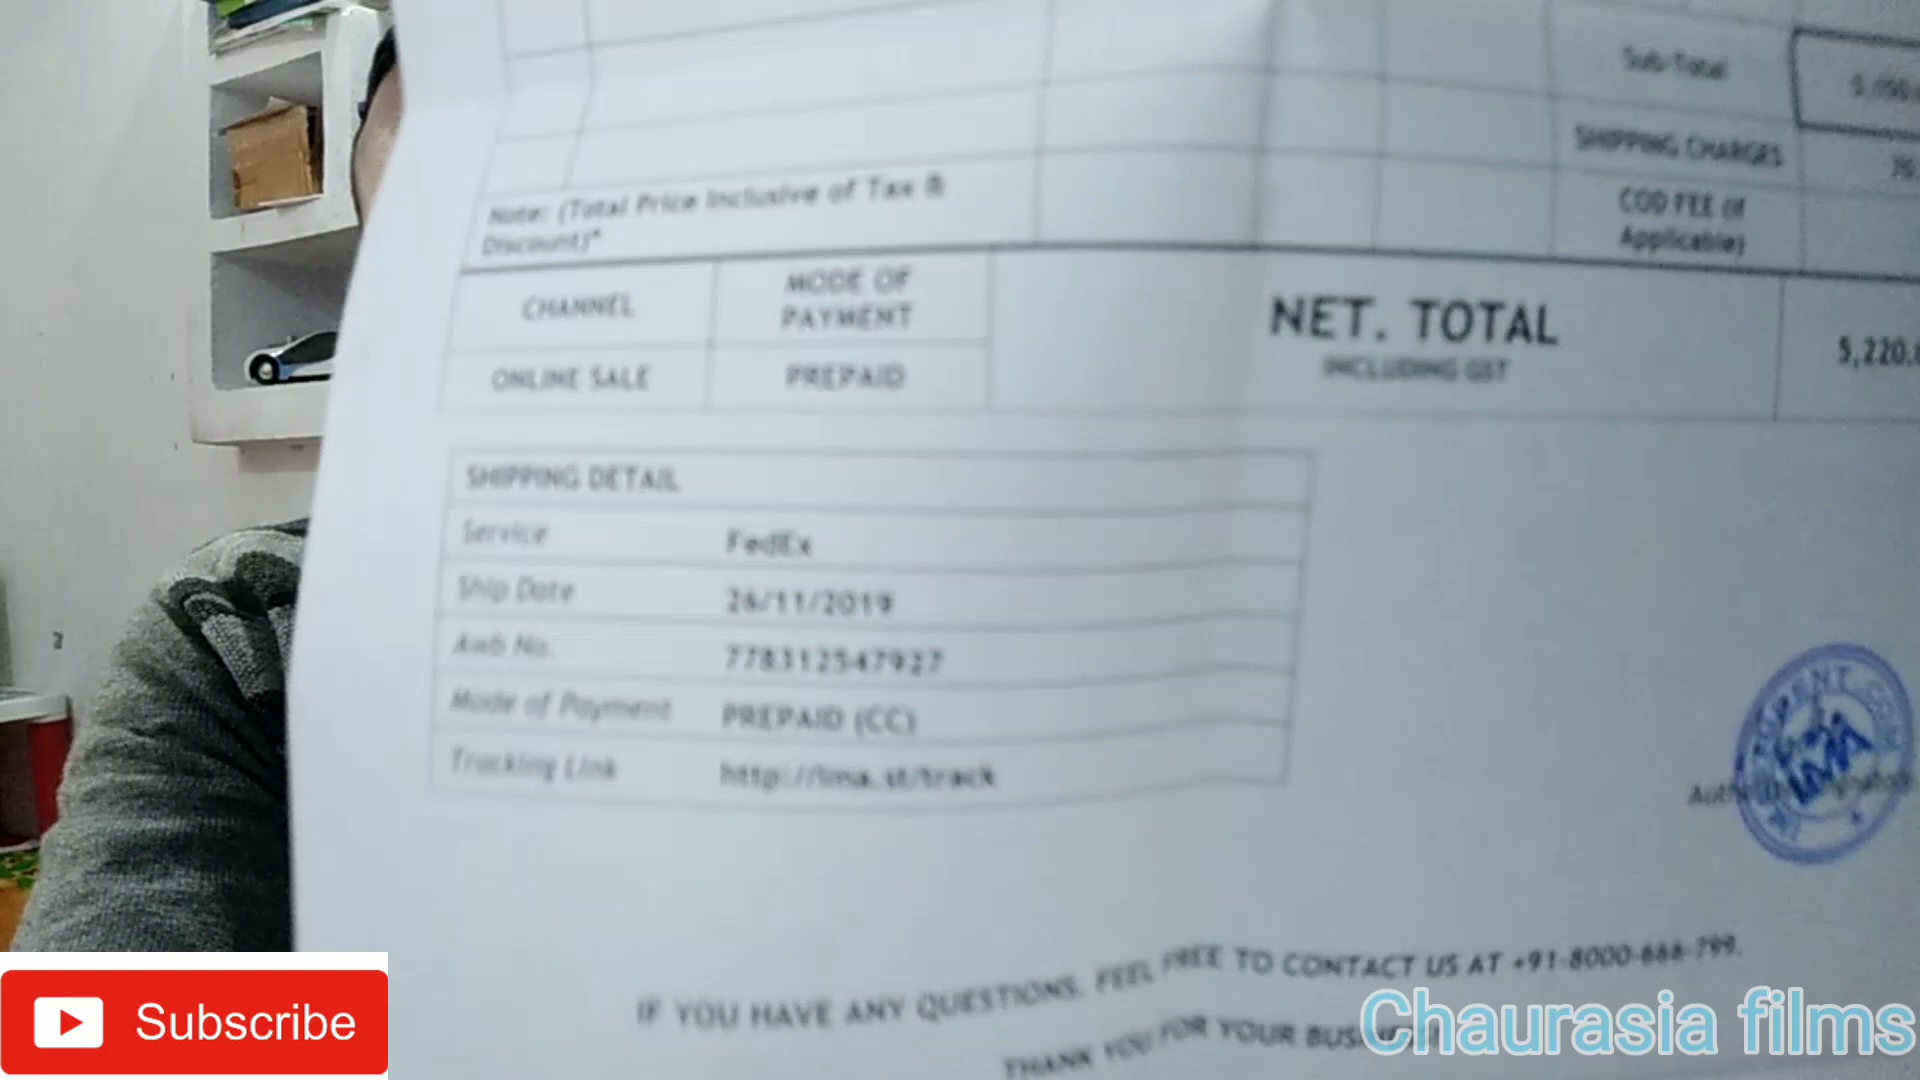 Sub-Total
SHIPPING CHARGES
COD FEE (If
Applicable)
Note: (Total Price Inclusive of Tax &
Discount)*
CHANNEL
MODE OF
PAYMENT
ONLINE SALE
PREPAID
NET. TOTAL
INCLUDING GST
5,220.
SHIPPING DETAIL
Service FedEx
Ship Date 26/11/2019
Awb No. 778312547927
Mode of Payment PREPAID (CC)
Tracking Link http://ima.st/track
IF YOU HAVE ANY QUESTIONS, FEEL FREE TO CONTACT US AT +91-8000-666-799.
THANK YOU FOR YOUR
Subscribe
Chaurasia films